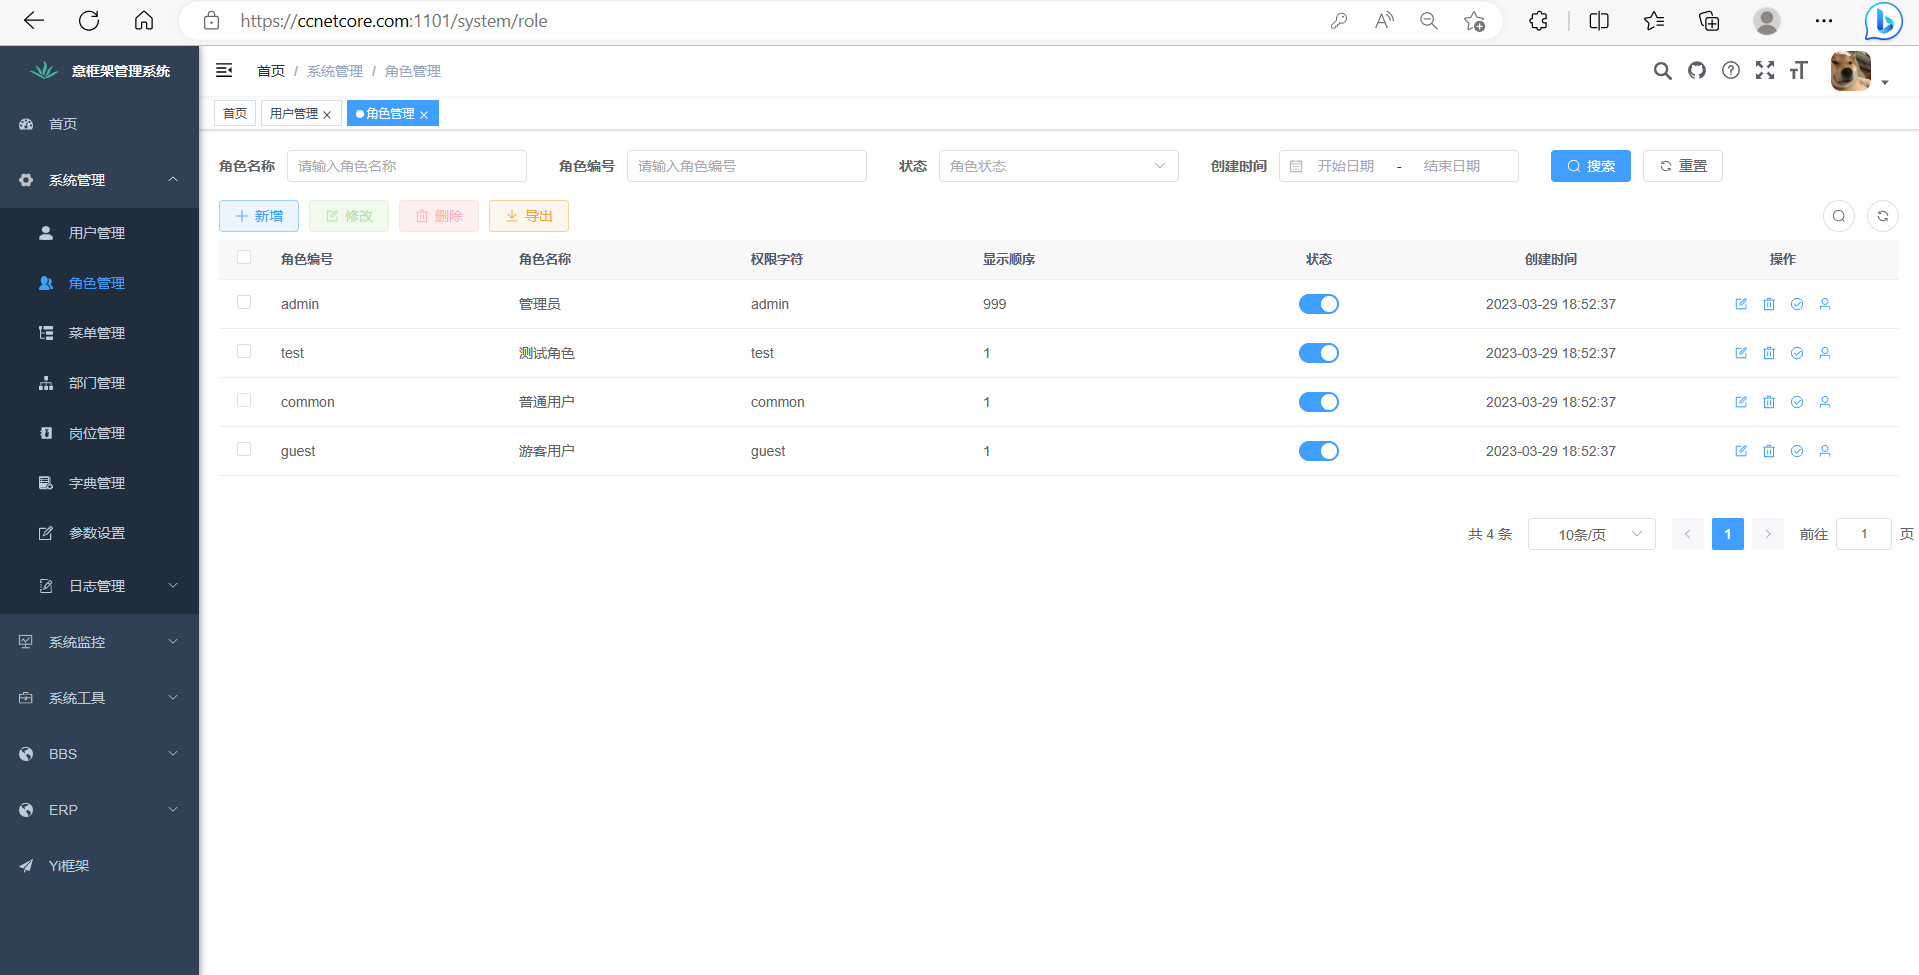 https://ccnetcore.com:1101/system/role
意框架管理系统
首页 / 系统管理 / 角色管理
首页 用户管理 × 角色管理 ×
首页
系统管理
用户管理
角色管理
菜单管理
部门管理
岗位管理
字典管理
参数设置
日志管理
系统监控
系统工具
BBS
ERP
Yi框架
角色名称 请输入角色名称 角色编号 请输入角色编号 状态 角色状态 创建时间 开始日期 - 结束日期 搜索 重置
新增 修改 删除 导出
角色编号 角色名称 权限字符 显示顺序 状态 创建时间 操作
admin 管理员 admin 999 2023-03-29 18:52:37
test 测试角色 test 1 2023-03-29 18:52:37
common 普通用户 common 1 2023-03-29 18:52:37
guest 游客用户 guest 1 2023-03-29 18:52:37
共 4 条 10条/页 1 前往 1 页